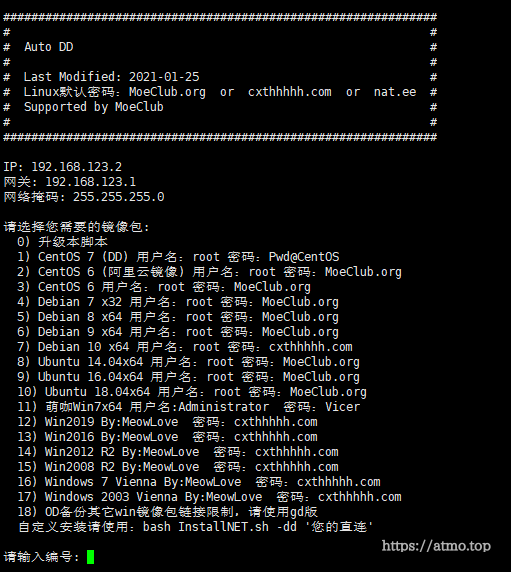 ############################################################
#                                                          #
#  Auto DD                                                 #
#                                                          #
#  Last Modified: 2021-01-25                               #
#  Linux默认密码：MoeClub.org  or  cxthhhhh.com  or  nat.ee  #
#  Supported by MoeClub                                    #
#                                                          #
############################################################
IP: 192.168.123.2
网关: 192.168.123.1
网络掩码: 255.255.255.0
请选择您需要的镜像包:
0) 升级本脚本
1) CentOS 7 (DD) 用户名：root 密码：Pwd@CentOS
2) CentOS 6 (阿里云镜像) 用户名：root 密码：MoeClub.org
3) CentOS 6 用户名：root 密码：MoeClub.org
4) Debian 7 x32 用户名：root 密码：MoeClub.org
5) Debian 8 x64 用户名：root 密码：MoeClub.org
6) Debian 9 x64 用户名：root 密码：MoeClub.org
7) Debian 10 x64 用户名：root 密码：cxthhhhh.com
8) Ubuntu 14.04x64 用户名：root 密码：MoeClub.org
9) Ubuntu 16.04x64 用户名：root 密码：MoeClub.org
10) Ubuntu 18.04x64 用户名：root 密码：MoeClub.org
11) 萌咖Win7x64 用户名:Administrator  密码：Vicer
12) Win2019 By:MeowLove  密码：cxthhhhh.com
13) Win2016 By:MeowLove  密码：cxthhhhh.com
14) Win2012 R2 By:MeowLove  密码：cxthhhhh.com
15) Win2008 R2 By:MeowLove  密码：cxthhhhh.com
16) Windows 7 Vienna By:MeowLove  密码：cxthhhhh.com
17) Windows 2003 Vienna By:MeowLove  密码：cxthhhhh.com
18) OD备份其它win镜像包链接限制，请使用gd版
自定义安装请使用：bash InstallNET.sh -dd '您的直连'
请输入编号:
https://atmo.top